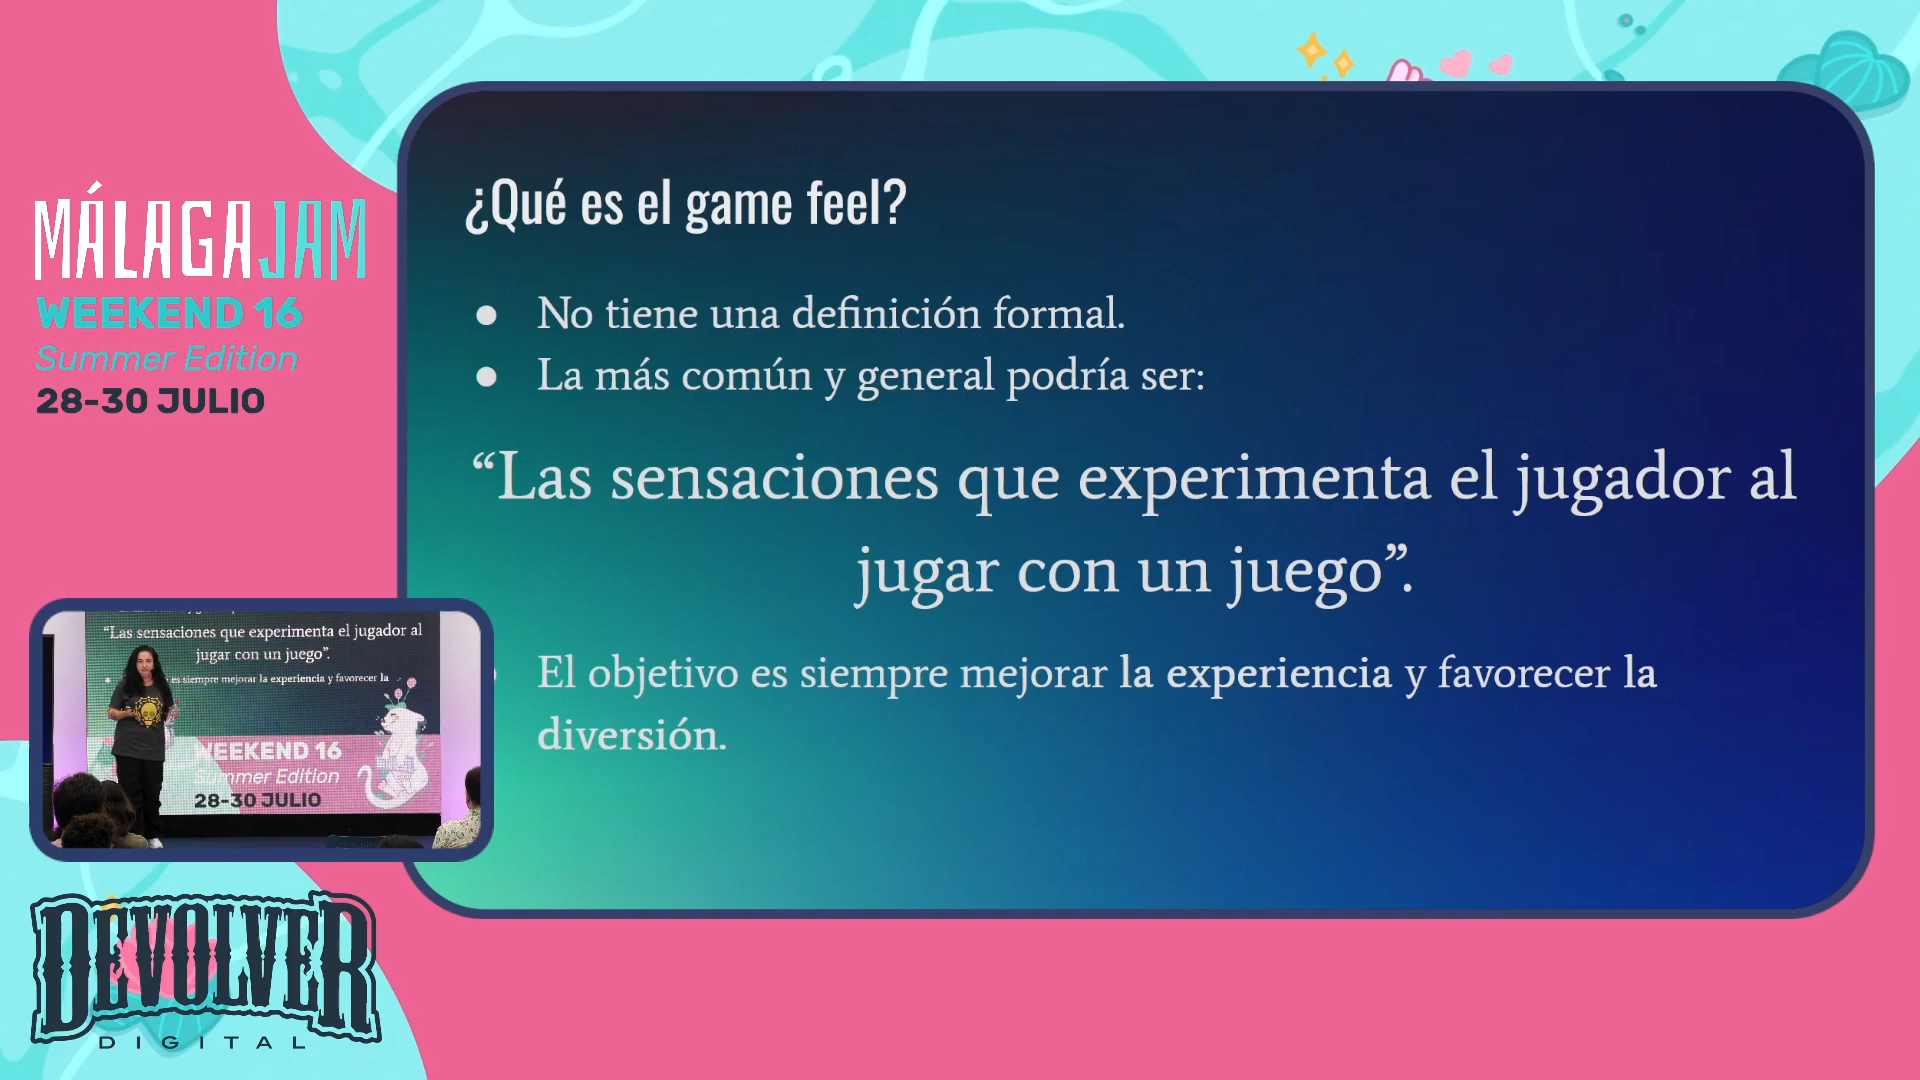 MÁLAGAJAM
WEEKEND 16
Summer Edition
28-30 JULIO
¿Qué es el game feel?
● No tiene una definición formal.
● La más común y general podría ser:
“Las sensaciones que experimenta el jugador al
jugar con un juego”.
El objetivo es siempre mejorar la experiencia y favorecer la
diversión.
“Las sensaciones que experimenta el jugador al
jugar con un juego”.
es siempre mejorar la experiencia y favorecer la
WEEKEND 16
Summer Edition
28-30 JULIO
DEVOLVER
DIGITAL